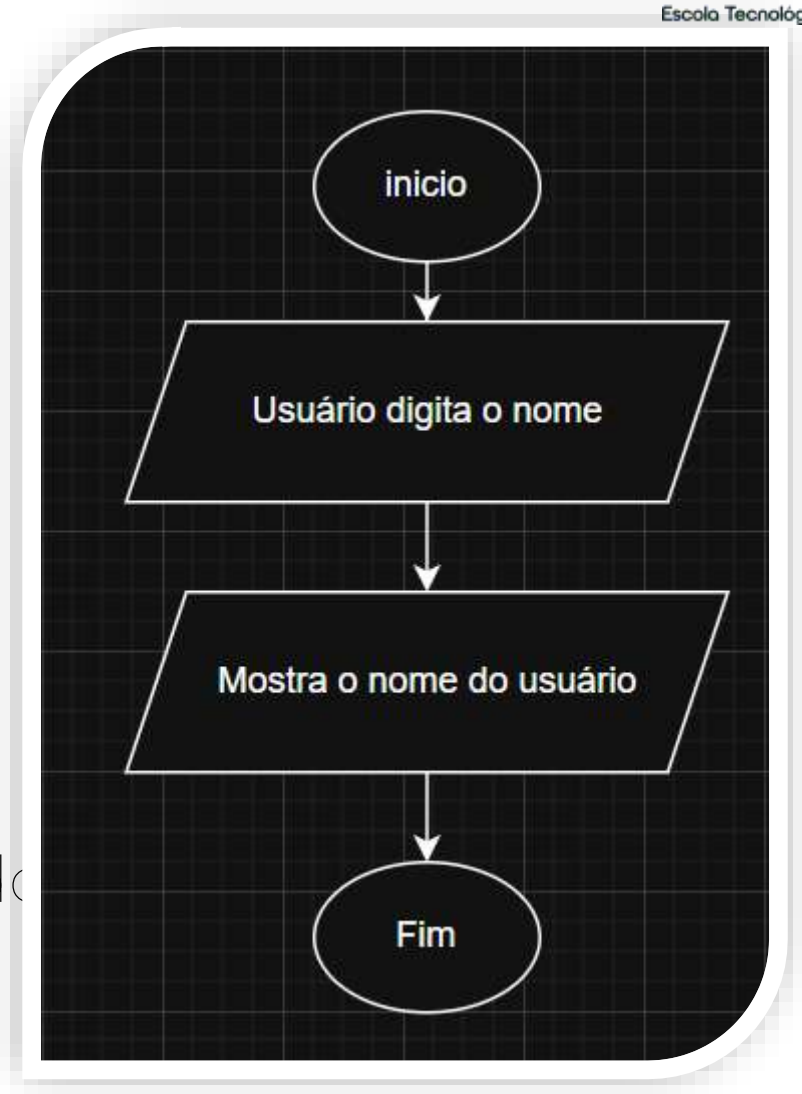 Escola Tecnológ
inicio
Usuário digita o nome
Mostra o nome do usuário
Fim